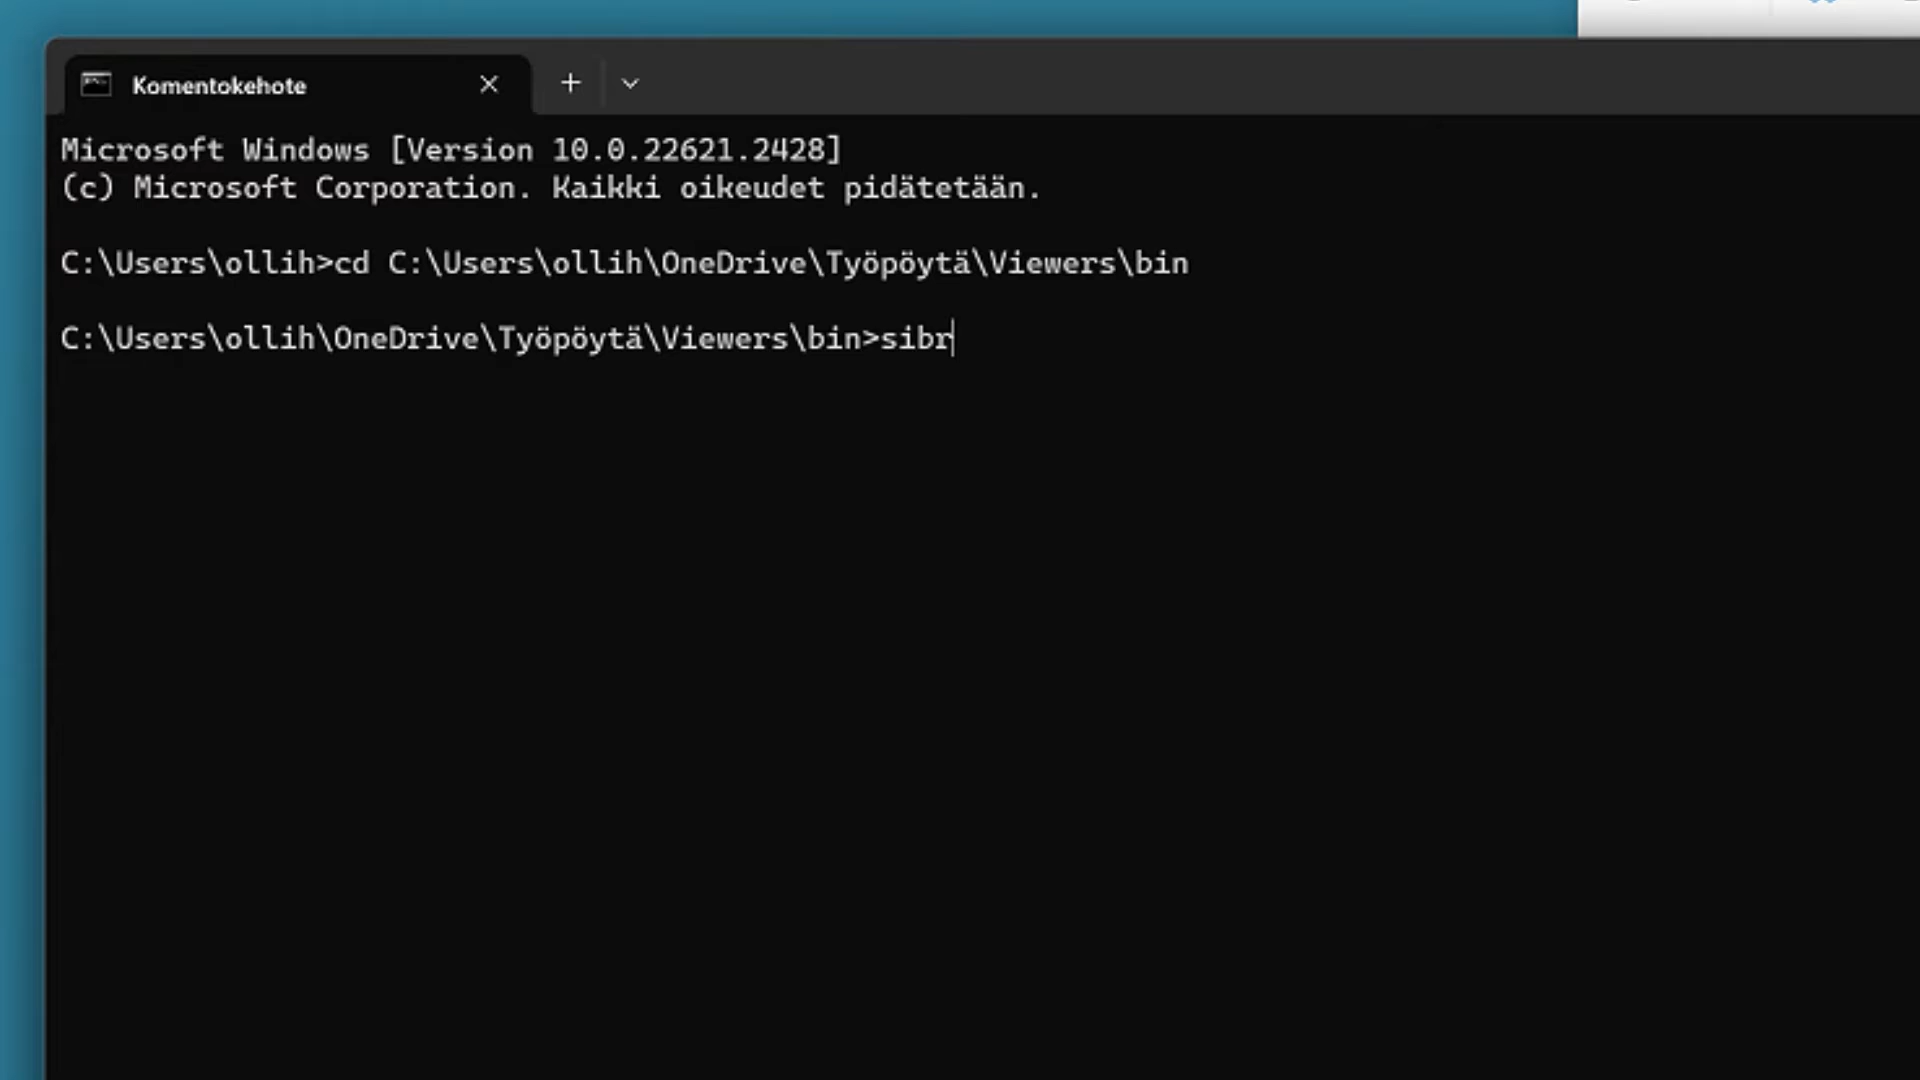 Komentokehote
Microsoft Windows [Version 10.0.22621.2428]
(c) Microsoft Corporation. Kaikki oikeudet pidätetään.
C:\Users\ollih>cd C:\Users\ollih\OneDrive\Työpöytä\Viewers\bin
C:\Users\ollih\OneDrive\Työpöytä\Viewers\bin>sibr